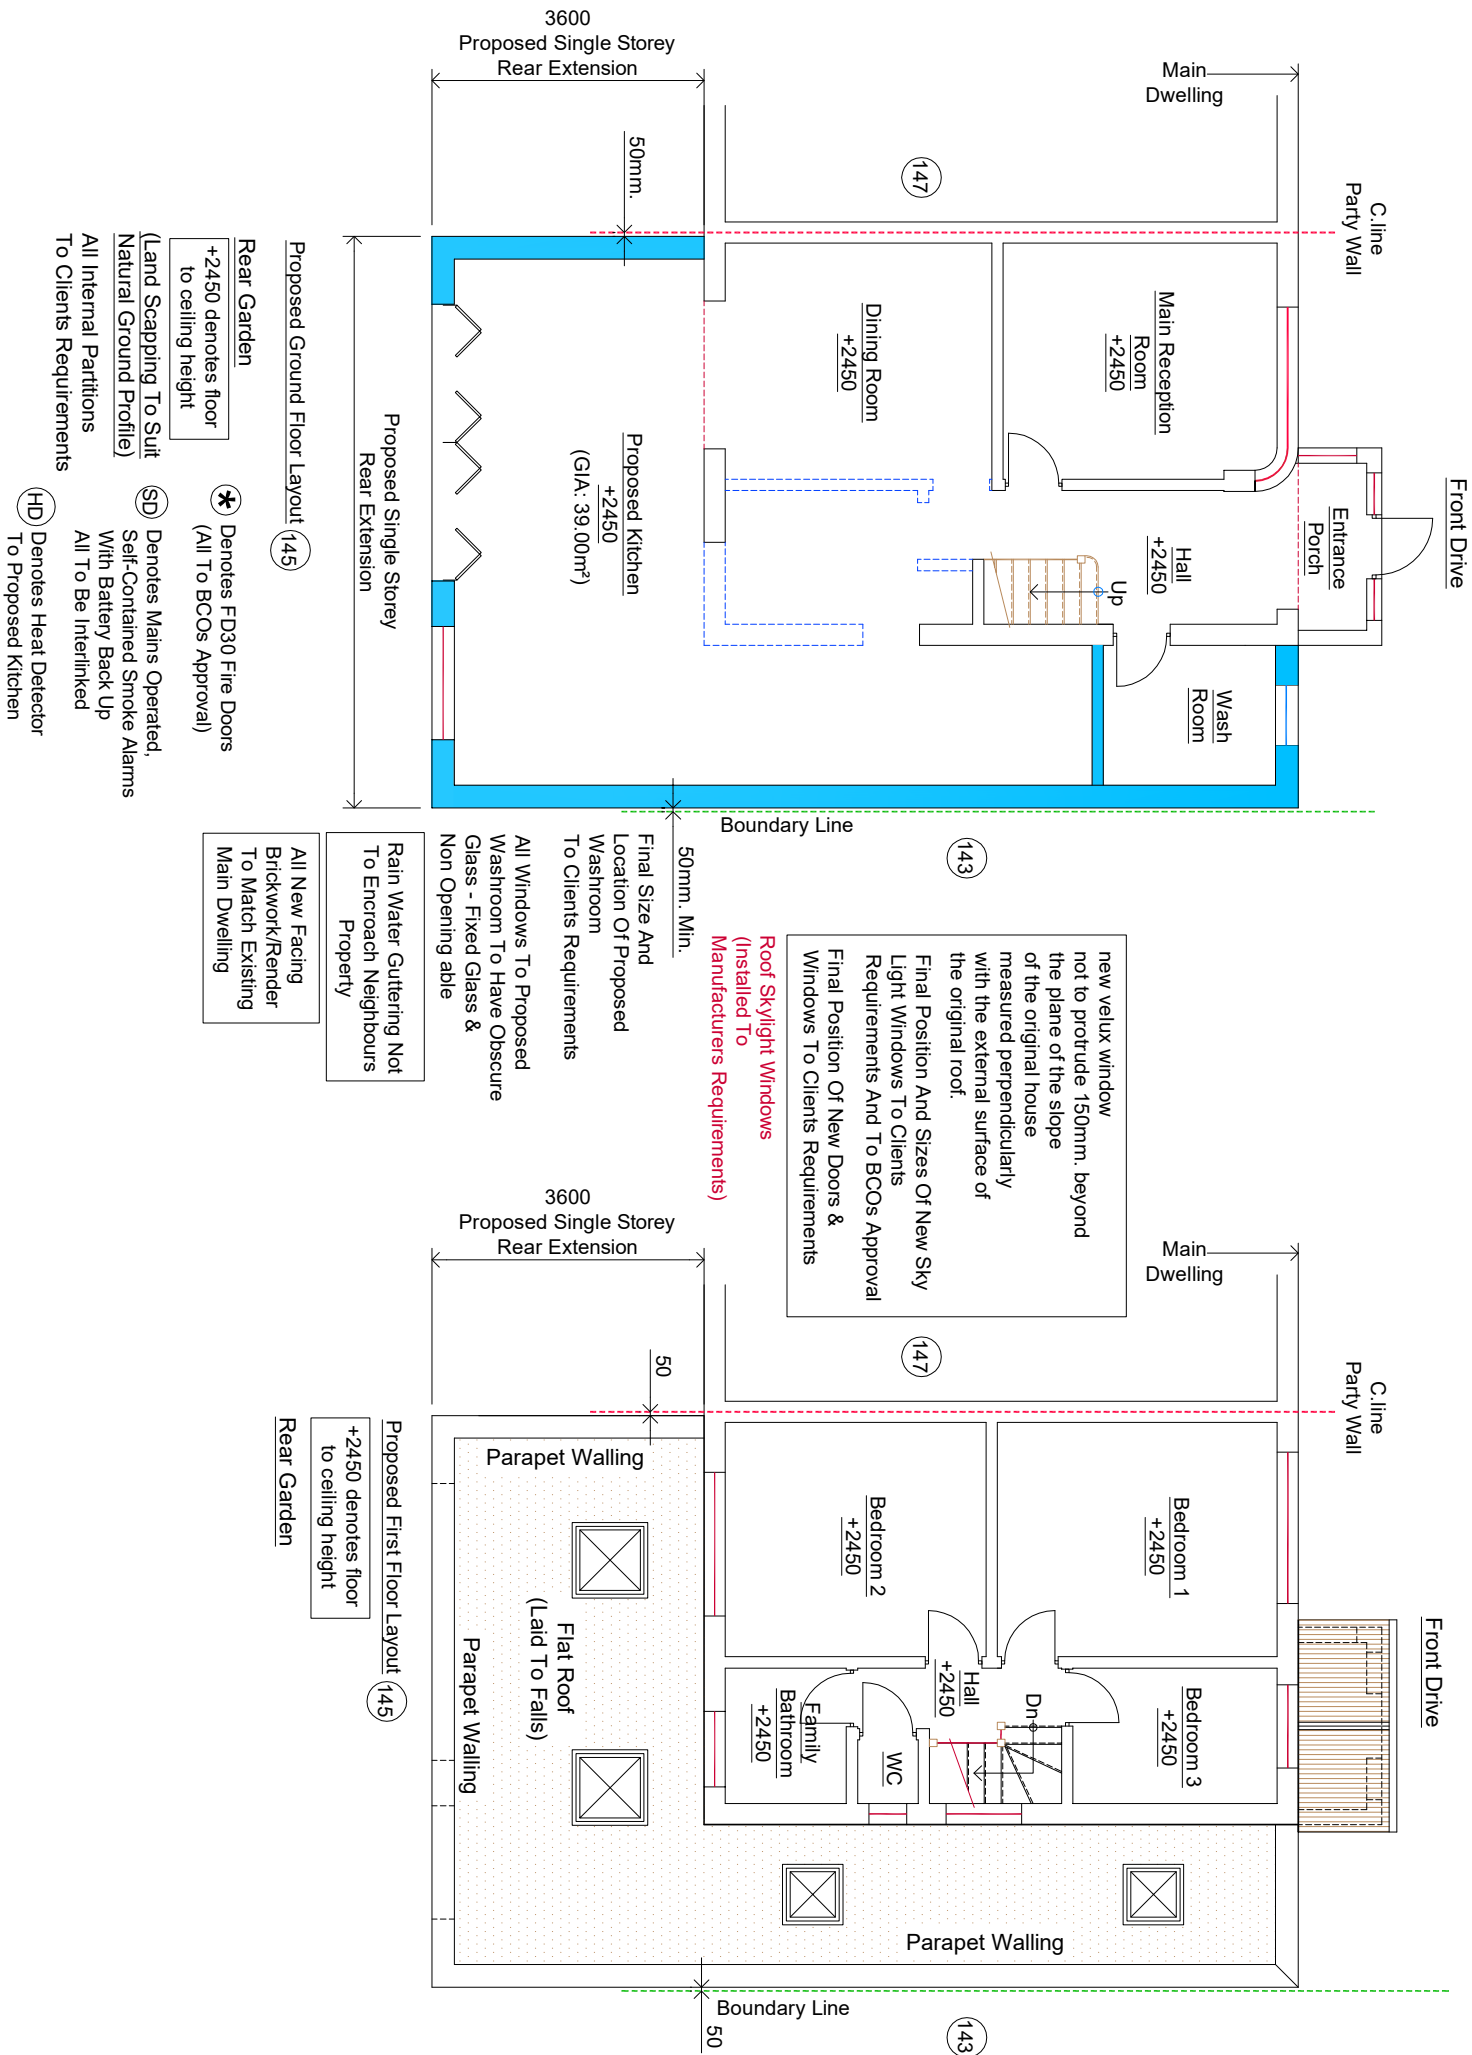 3600
Proposed Single Storey
Rear Extension
Main
Dwelling
C.line
Party Wall
Front Drive
147
50mm.
Main Reception
Room
+2450
Dining Room
+2450
Entrance
Porch
Hall
+2450
Up
Wash
Room
Proposed Kitchen
+2450
(GIA: 39.00m²)
Proposed Single Storey
Rear Extension
Proposed Ground Floor Layout
145
Rear Garden
+2450 denotes floor
to ceiling height
(Land Scapping To Suit
Natural Ground Profile)
All Internal Partitions
To Clients Requirements
* Denotes FD30 Fire Doors
(All To BCOs Approval)
SD Denotes Mains Operated,
Self-Contained Smoke Alarms
With Battery Back Up
All To Be Interlinked
HD Denotes Heat Detector
To Proposed Kitchen
Boundary Line
143
50mm. Min.
Final Size And
Location Of Proposed
Washroom
To Clients Requirements
All Windows To Proposed
Washroom To Have Obscure
Glass - Fixed Glass &
Non Opening able
Rain Water Guttering Not
To Encroach Neighbours
Property
All New Facing
Brickwork/Render
To Match Existing
Main Dwelling
new velux window
not to protrude 150mm. beyond
the plane of the slope
of the original house
measured perpendicularly
with the external surface of
the original roof.
Final Position And Sizes Of New Sky
Light Windows To Clients
Requirements And To BCOs Approval
Final Position Of New Doors &
Windows To Clients Requirements
Roof Skylight Windows
(Installed To
Manufacturers Requirements)
3600
Proposed Single Storey
Rear Extension
Main
Dwelling
C.line
Party Wall
Front Drive
147
50
Bedroom 1
+2450
Bedroom 2
+2450
Bedroom 3
+2450
Hall
+2450
Dn
WC
Family
Bathroom
+2450
Parapet Walling
Flat Roof
(Laid To Falls)
Parapet Walling
Parapet Walling
Proposed First Floor Layout
145
+2450 denotes floor
to ceiling height
Rear Garden
Boundary Line
143
50